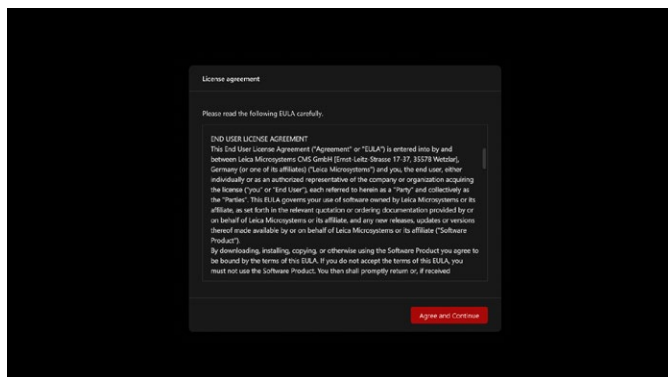 License agreement
Please read the following EULA carefully.
END USER LICENSE AGREEMENT
This End User License Agreement ("Agreement" or "EULA") is entered into by and
between Leica Microsystems CMS GmbH [Ernst-Leitz-Strasse 17-37, 35578 Wetzlar],
Germany (or one of its affiliates) ("Leica Microsystems") and you, the end user, either
individually or as an authorized representative of the company or organization acquiring
the license ("you" or "End User"), each referred to herein as a "Party" and collectively as
the "Parties". This EULA governs your use of software owned by Leica Microsystems or its
affiliate, as set forth in the relevant quotation or ordering documentation provided by or
on behalf of Leica Microsystems or its affiliate, and any new releases, updates or versions
thereof made available by or on behalf of Leica Microsystems or its affiliate ("Software
Product").
By downloading, installing, copying, or otherwise using the Software Product you agree to
be bound by the terms of this EULA. If you do not accept the terms of this EULA, you
must not use the Software Product. You then shall promptly return or, if received
Agree and Continue